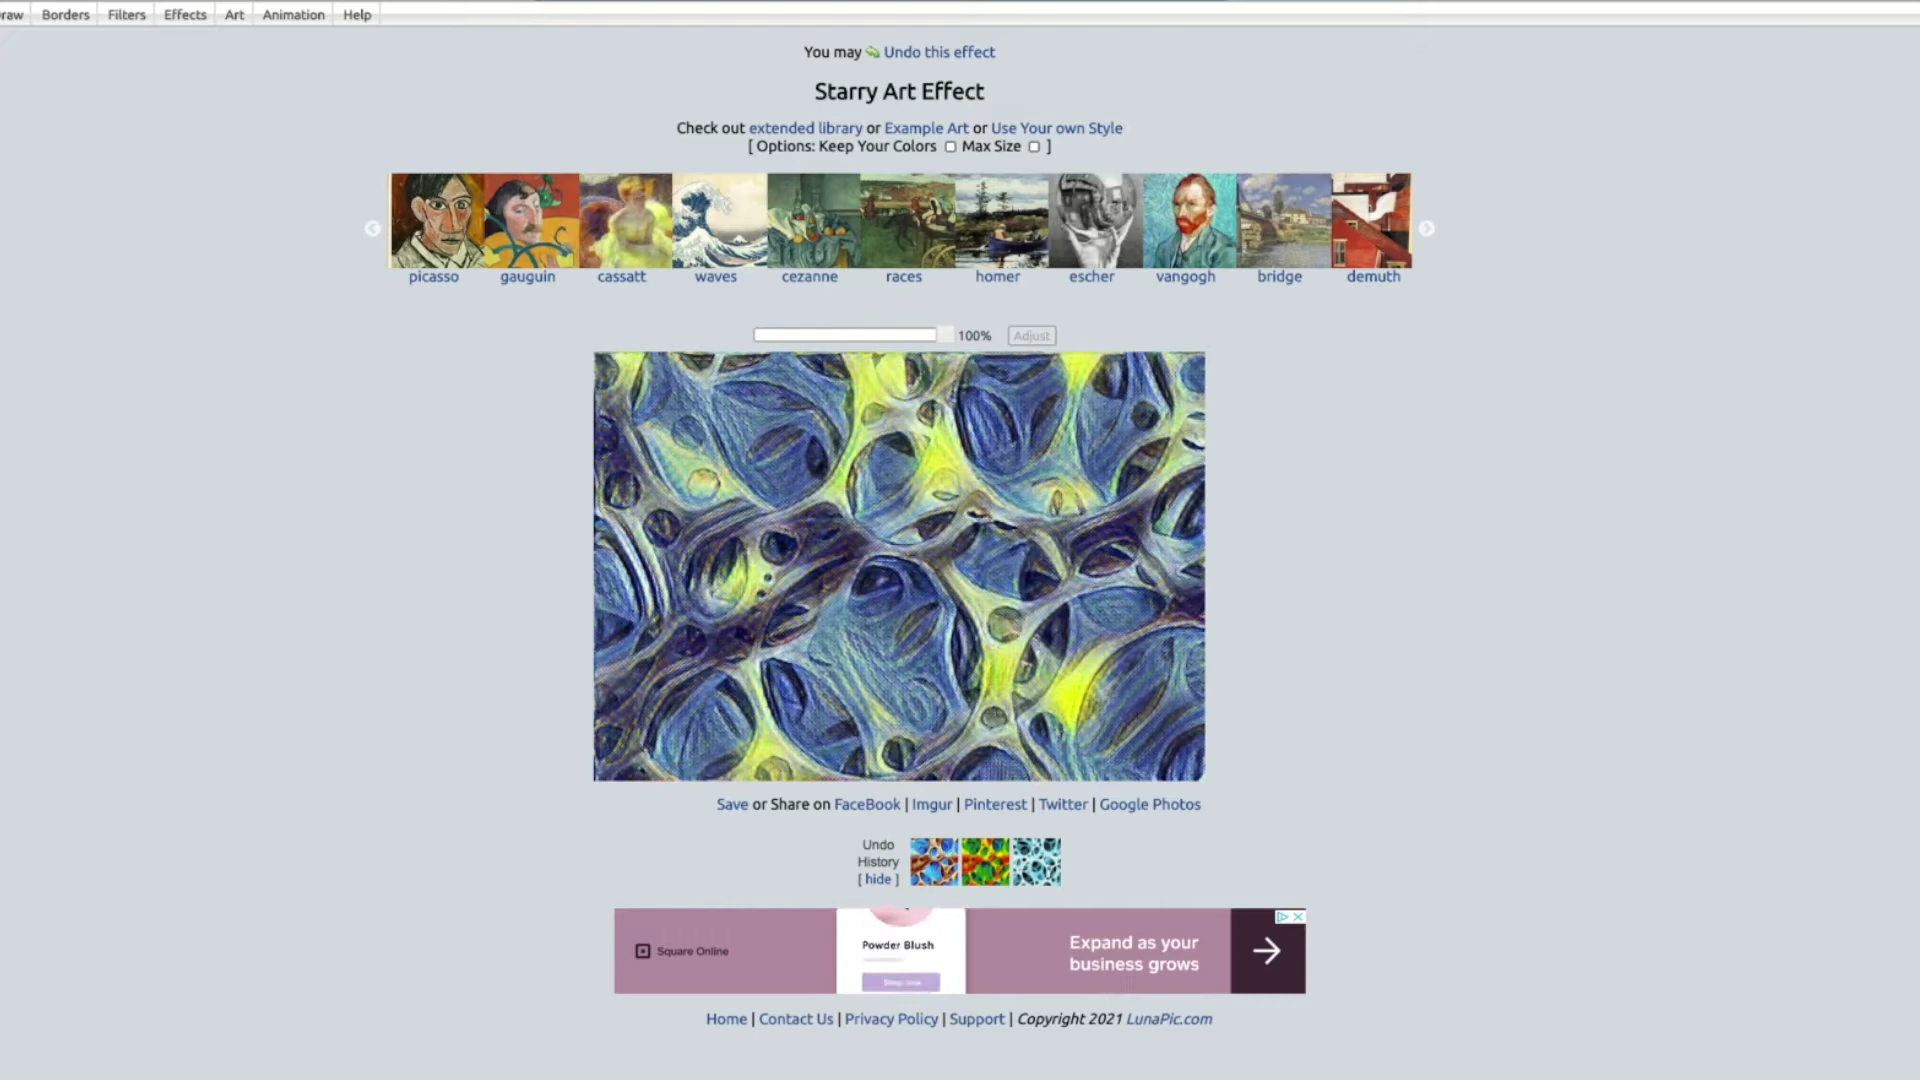 raw Borders Filters Effects Art Animation Help
You may Undo this effect
Starry Art Effect
Check out extended library or Example Art or Use Your own Style
[ Options: Keep Your Colors Max Size ]
picasso gauguin cassatt waves cezanne races homer escher vangogh bridge demuth
100% Adjust
Save or Share on FaceBook | Imgur | Pinterest | Twitter | Google Photos
Undo
History
[ hide ]
Square Online
Powder Blush
Shop now
Expand as your
business grows
Home | Contact Us | Privacy Policy | Support | Copyright 2021 LunaPic.com